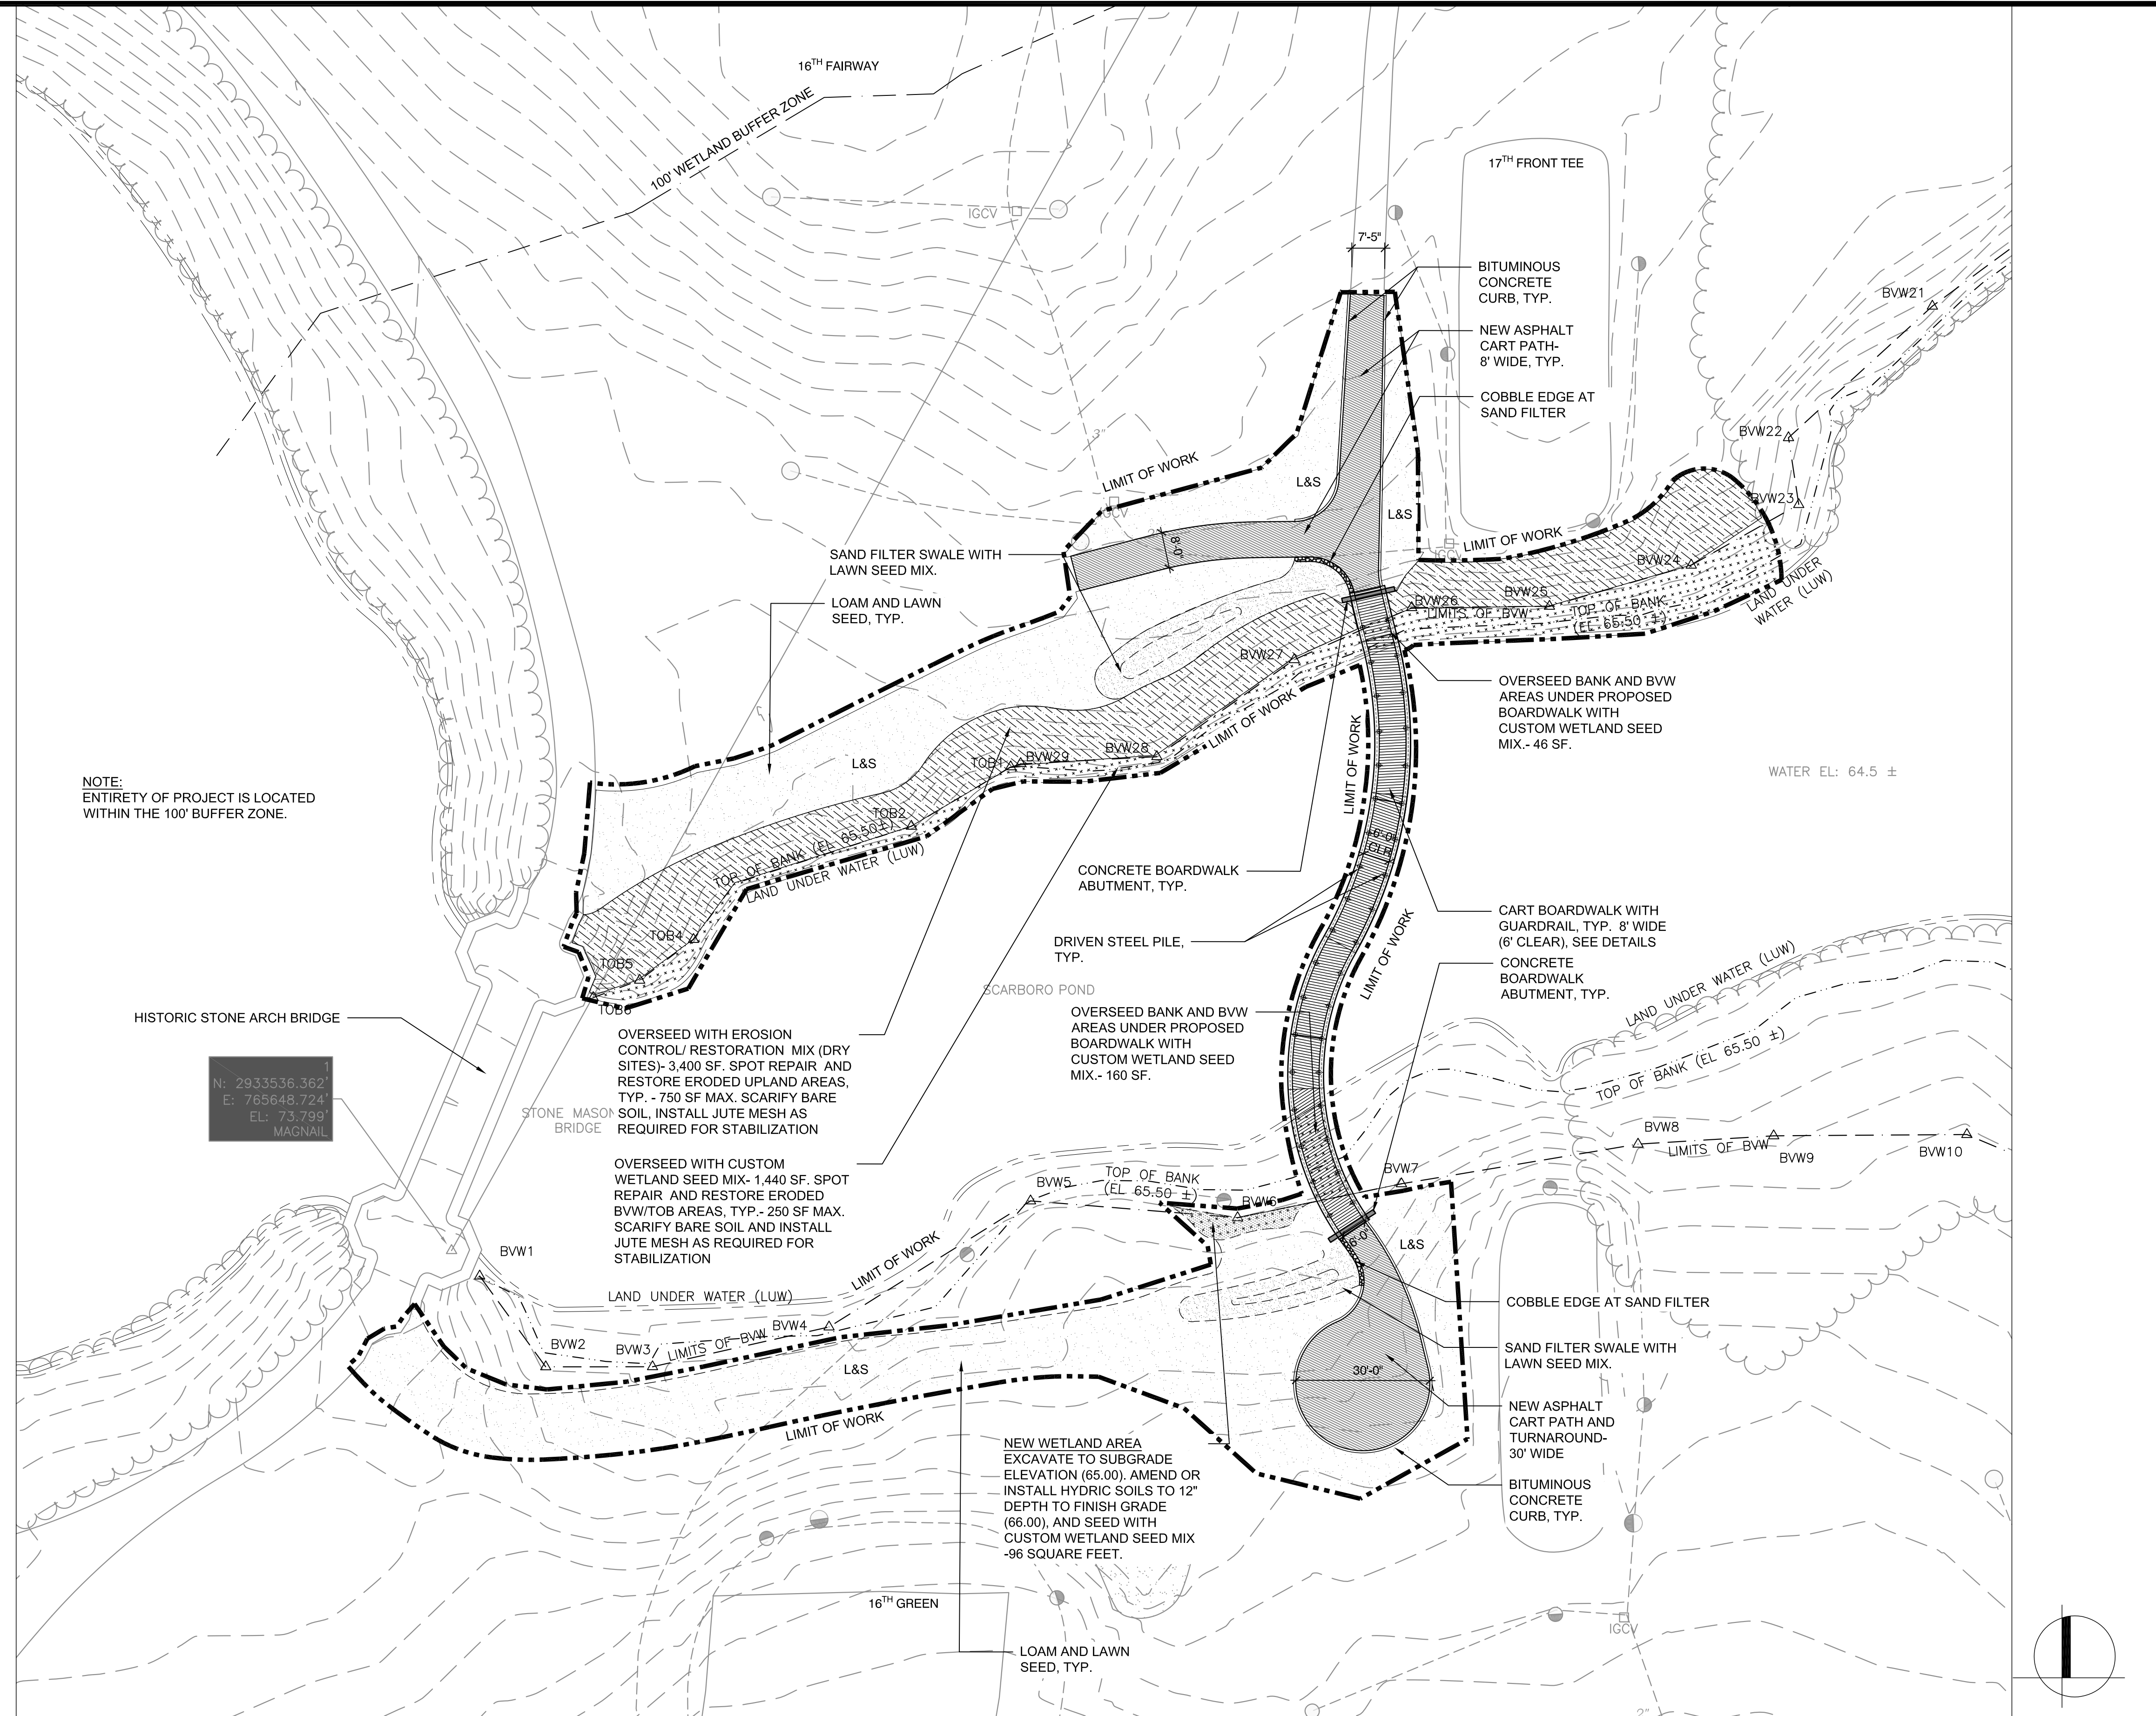 16TH FAIRWAY
100' WETLAND BUFFER ZONE
17TH FRONT TEE
IGCV
7'-5"
BITUMINOUS
CONCRETE
CURB, TYP.
BVW21
NEW ASPHALT
CART PATH-
8' WIDE, TYP.
COBBLE EDGE AT
SAND FILTER
BVW22
3"
LIMIT OF WORK
L&S
BVW23
IGCV
L&S
LIMIT OF WORK
IGCV
8'-0"
SAND FILTER SWALE WITH
LAWN SEED MIX.
BVW24
LAND UNDER
WATER (LUW)
BVW25
BVW26
LIMITS OF BVW
TOP OF BANK
(EL 65.50 ±)
LOAM AND LAWN
SEED, TYP.
BVW27
OVERSEED BANK AND BVW
AREAS UNDER PROPOSED
BOARDWALK WITH
CUSTOM WETLAND SEED
MIX.- 46 SF.
LIMIT OF WORK
LIMIT OF WORK
L&S
TOB1
BVW29
BVW28
WATER EL: 64.5 ±
NOTE:
ENTIRETY OF PROJECT IS LOCATED
WITHIN THE 100' BUFFER ZONE.
TOB2
TOP OF BANK (EL 65.50±)
LAND UNDER WATER (LUW)
6'-0"
CLR
CONCRETE BOARDWALK
ABUTMENT, TYP.
TOB4
CART BOARDWALK WITH
GUARDRAIL, TYP. 8' WIDE
(6' CLEAR), SEE DETAILS
DRIVEN STEEL PILE,
TYP.
LIMIT OF WORK
CONCRETE
BOARDWALK
ABUTMENT, TYP.
TOB5
TOB6
SCARBORO POND
LAND UNDER WATER (LUW)
HISTORIC STONE ARCH BRIDGE
OVERSEED BANK AND BVW
AREAS UNDER PROPOSED
BOARDWALK WITH
CUSTOM WETLAND SEED
MIX.- 160 SF.
OVERSEED WITH EROSION
CONTROL/ RESTORATION MIX (DRY
SITES)- 3,400 SF. SPOT REPAIR AND
RESTORE ERODED UPLAND AREAS,
TYP. - 750 SF MAX. SCARIFY BARE
SOIL, INSTALL JUTE MESH AS
REQUIRED FOR STABILIZATION
TOP OF BANK (EL 65.50 ±)
1
N: 2933536.362'
E: 765648.724'
EL: 73.799'
MAGNAIL
STONE MASON
BRIDGE
BVW8
LIMITS OF BVW
BVW9
BVW10
OVERSEED WITH CUSTOM
WETLAND SEED MIX- 1,440 SF. SPOT
REPAIR AND RESTORE ERODED
BVW/TOB AREAS, TYP.- 250 SF MAX.
SCARIFY BARE SOIL AND INSTALL
JUTE MESH AS REQUIRED FOR
STABILIZATION
BVW5
TOP OF BANK
(EL 65.50 ±)
BVW6
BVW7
6'-0"
L&S
BVW1
LIMIT OF WORK
LAND UNDER WATER (LUW)
COBBLE EDGE AT SAND FILTER
BVW2
BVW3
LIMITS OF BVW
BVW4
L&S
SAND FILTER SWALE WITH
LAWN SEED MIX.
30'-0"
LIMIT OF WORK
NEW ASPHALT
CART PATH AND
TURNAROUND-
30' WIDE
NEW WETLAND AREA
EXCAVATE TO SUBGRADE
ELEVATION (65.00). AMEND OR
INSTALL HYDRIC SOILS TO 12"
DEPTH TO FINISH GRADE
(66.00), AND SEED WITH
CUSTOM WETLAND SEED MIX
-96 SQUARE FEET.
BITUMINOUS
CONCRETE
CURB, TYP.
16TH GREEN
LOAM AND LAWN
SEED, TYP.
IGCV
2"